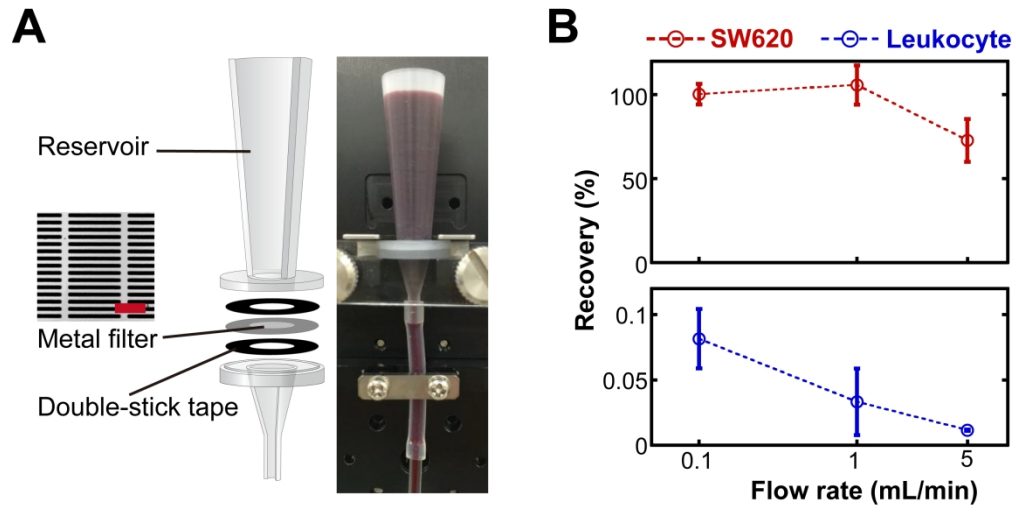 A
Reservoir
Metal filter
Double-stick tape
B
SW620 Leukocyte
Recovery (%)
100
50
0
0.1
0.05
0
0.1 1 5
Flow rate (mL/min)